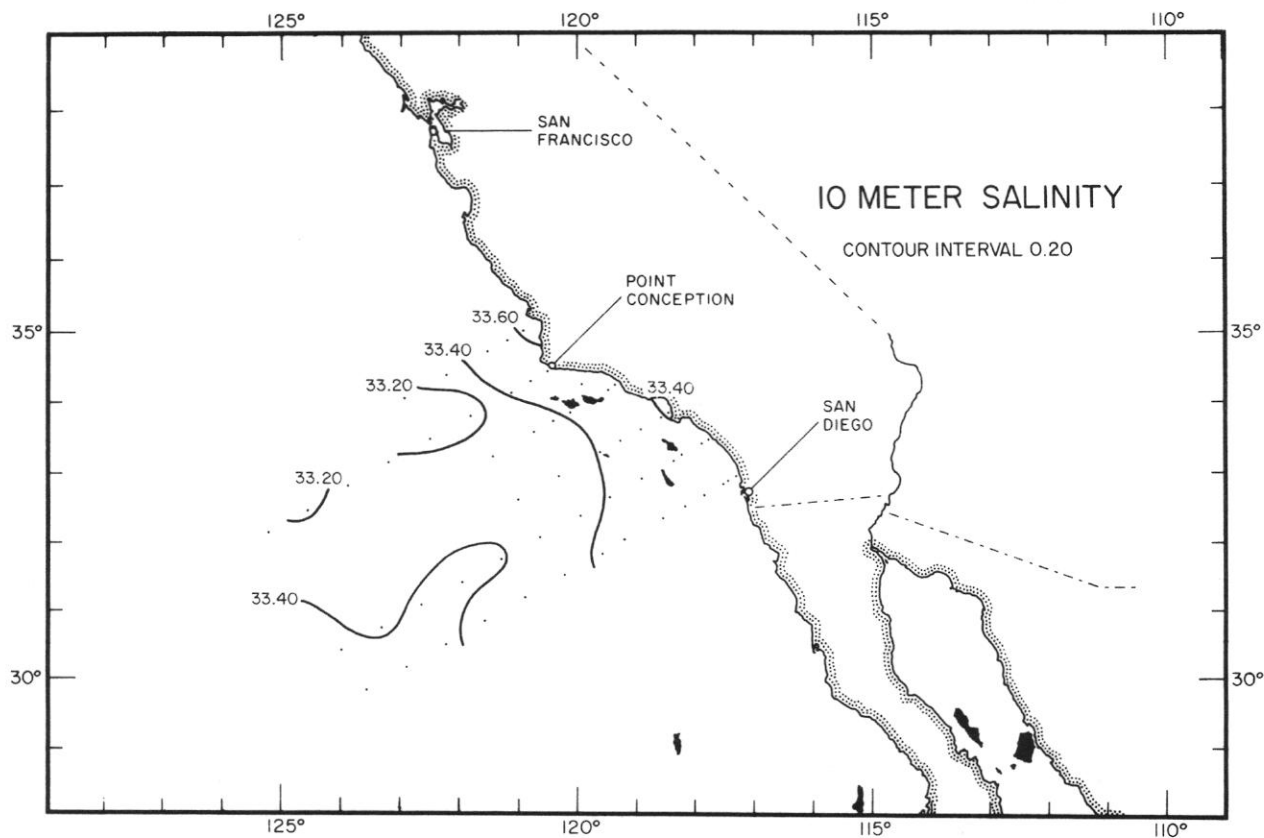 125° 120° 115° 110°
SAN
FRANCISCO
10 METER SALINITY
CONTOUR INTERVAL 0.20
POINT
CONCEPTION
33.60
35° 35°
33.40
33.20
33.40
SAN
DIEGO
33.20
33.40
30° 30°
125° 120° 115° 110°